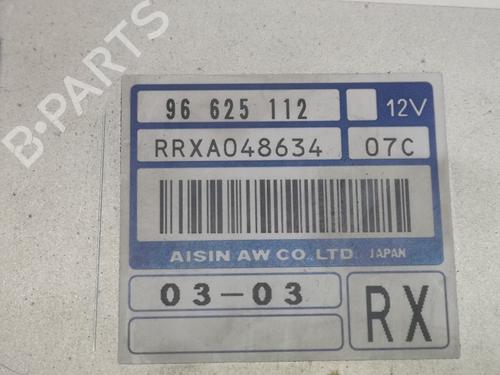 B-PARTS
96 625 112 12V
RRXA048634 07C
AISIN AW CO., LTD. JAPAN
03-03
RX